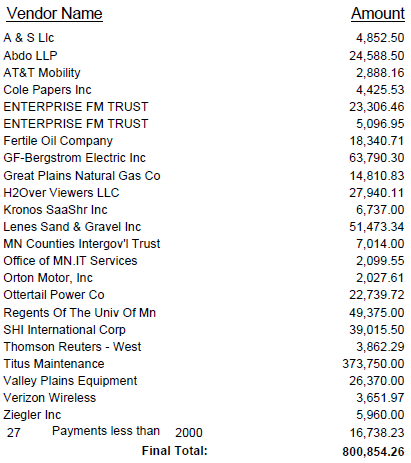 Vendor Name Amount
A & S Llc 4,852.50
Abdo LLP 24,588.50
AT&T Mobility 2,888.16
Cole Papers Inc 4,425.53
ENTERPRISE FM TRUST 23,306.46
ENTERPRISE FM TRUST 5,096.95
Fertile Oil Company 18,340.71
GF-Bergstrom Electric Inc 63,790.30
Great Plains Natural Gas Co 14,810.83
H2Over Viewers LLC 27,940.11
Kronos SaaShr Inc 6,737.00
Lenes Sand & Gravel Inc 51,473.34
MN Counties Intergov'l Trust 7,014.00
Office of MN.IT Services 2,099.55
Orton Motor, Inc 2,027.61
Ottertail Power Co 22,739.72
Regents Of The Univ Of Mn 49,375.00
SHI International Corp 39,015.50
Thomson Reuters - West 3,862.29
Titus Maintenance 373,750.00
Valley Plains Equipment 26,370.00
Verizon Wireless 3,651.97
Ziegler Inc 5,960.00
27 Payments less than 2000 16,738.23
Final Total: 800,854.26